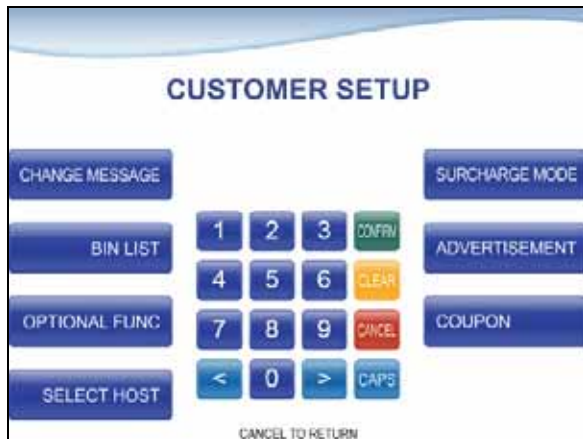 CUSTOMER SETUP
CHANGE MESSAGE
SURCHARGE MODE
1 2 3 CONFIRM
BIN LIST
ADVERTISEMENT
4 5 6 CLEAR
OPTIONAL FUNC
7 8 9 CANCEL
COUPON
< 0 > CAPS
SELECT HOST
CANCEL TO RETURN